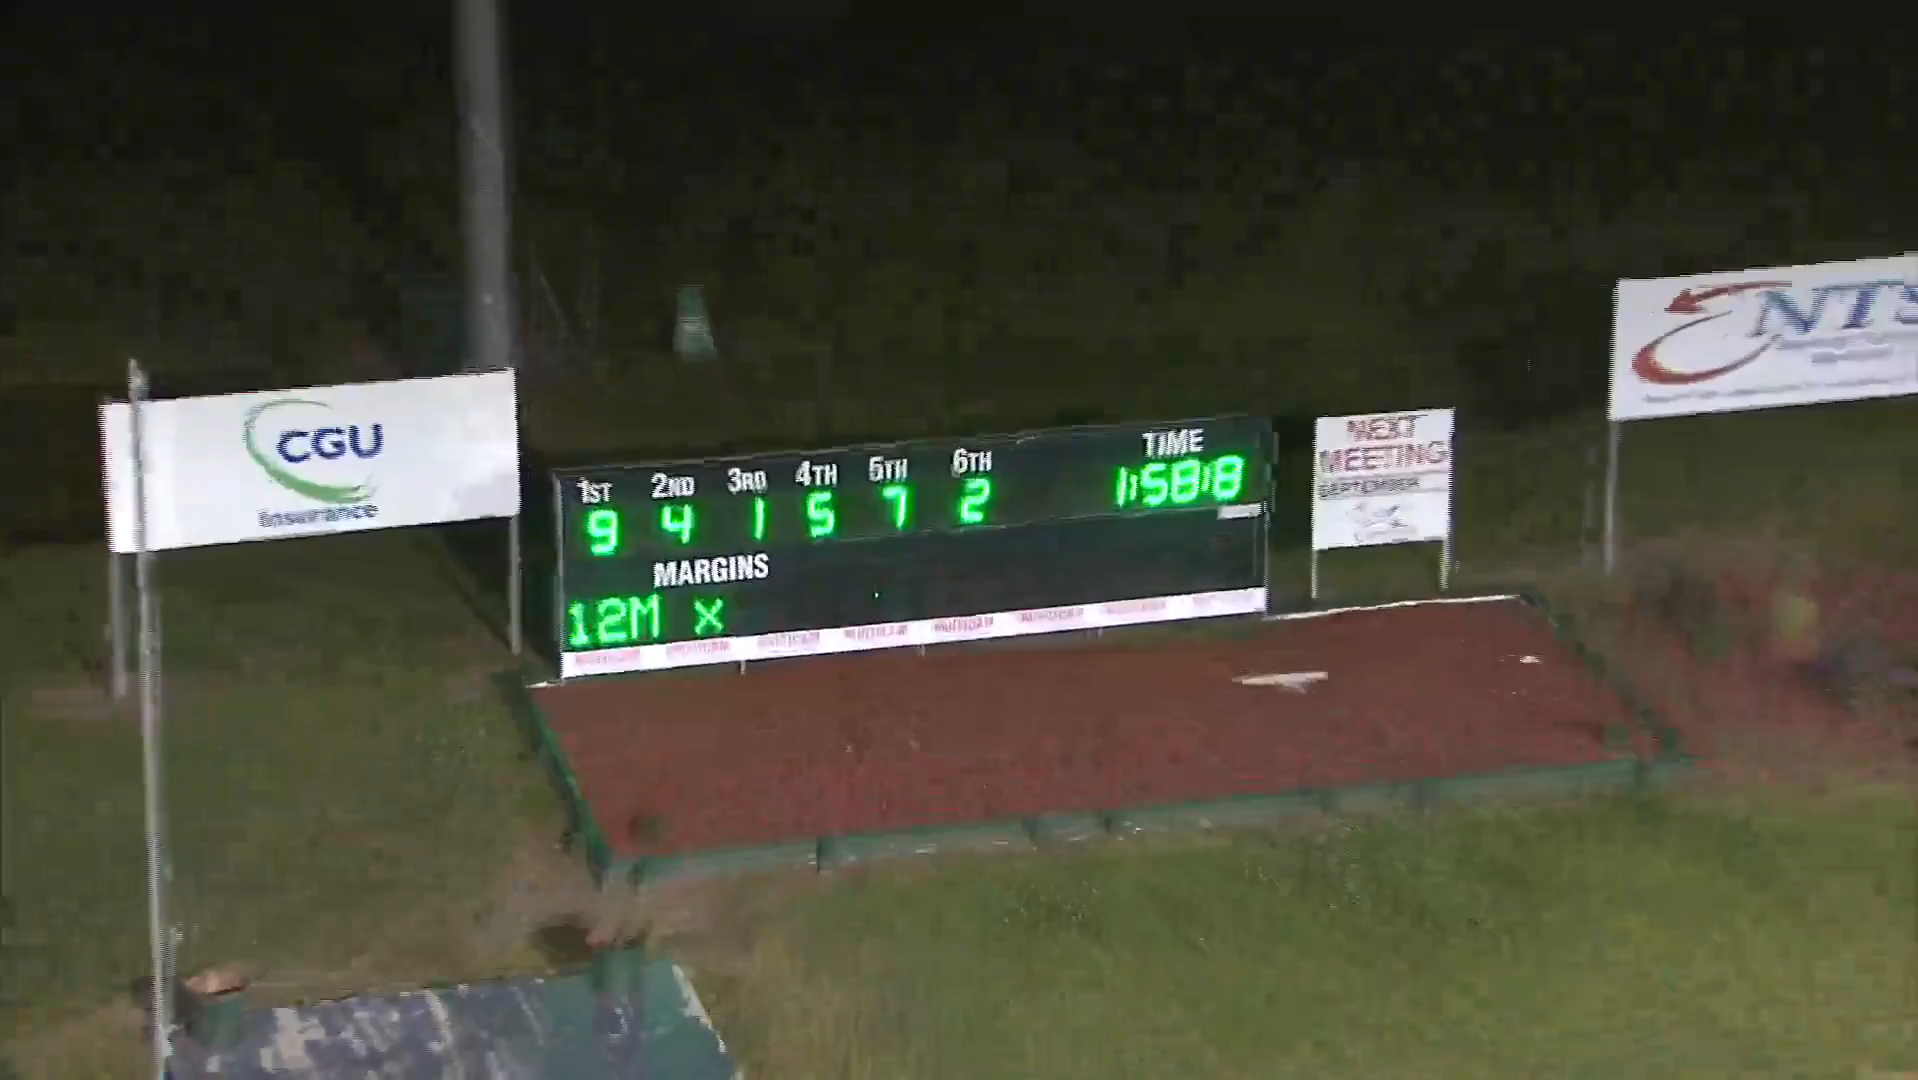 CGU
Insurance
1ST 2ND 3RD 4TH 5TH 6TH TIME
9 4 1 5 7 2 1:58:8
MARGINS
12M X
NEXT
MEETING
SEPTEMBER
NTS